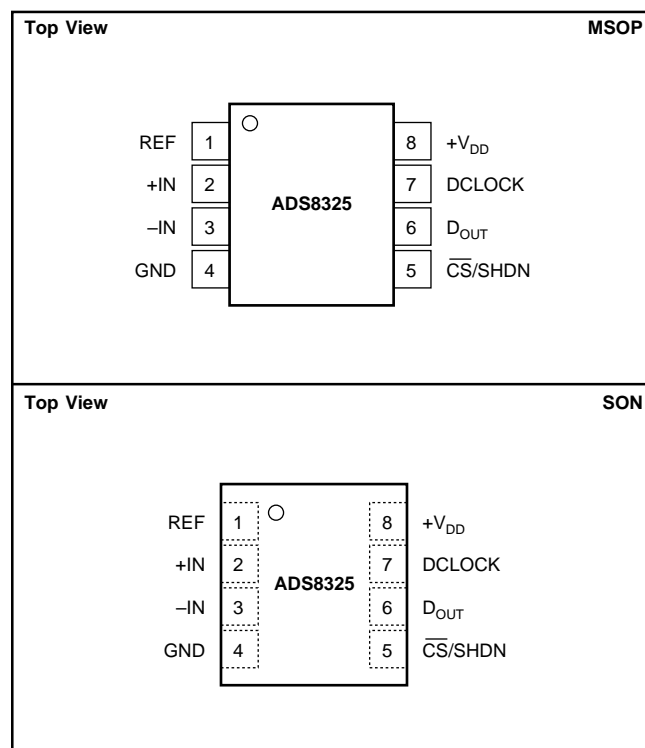 Top View MSOP
REF 1 8 +VDD
+IN 2 7 DCLOCK
ADS8325
–IN 3 6 DOUT
GND 4 5 CS/SHDN
Top View SON
REF 1 8 +VDD
+IN 2 7 DCLOCK
ADS8325
–IN 3 6 DOUT
GND 4 5 CS/SHDN